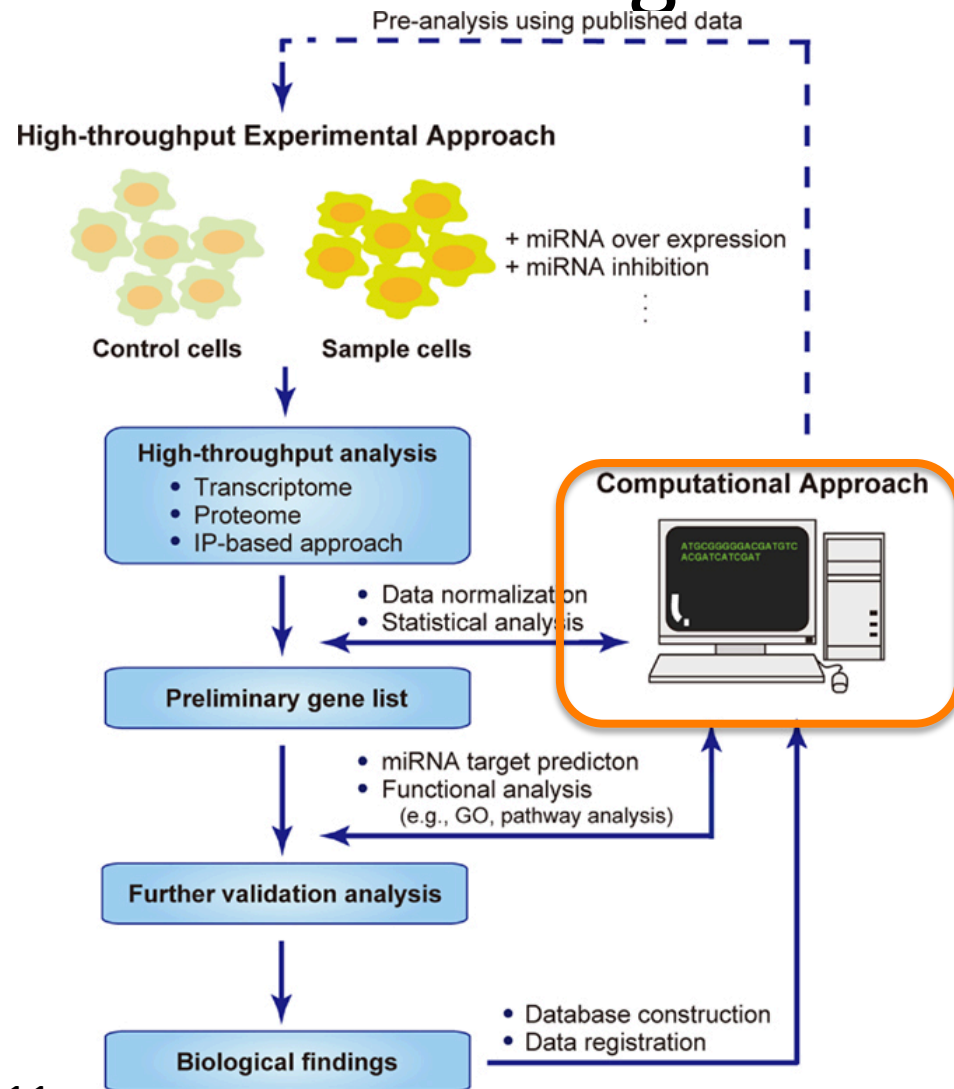 Pre-analysis using published data
High-throughput Experimental Approach
+ miRNA over expression
+ miRNA inhibition
Control cells
Sample cells
High-throughput analysis
• Transcriptome
• Proteome
• IP-based approach
Computational Approach
ATGCGGGGGACGATGTC
ACGATCATCGAT
• Data normalization
• Statistical analysis
Preliminary gene list
• miRNA target predicton
• Functional analysis
(e.g., GO, pathway analysis)
Further validation analysis
• Database construction
• Data registration
Biological findings